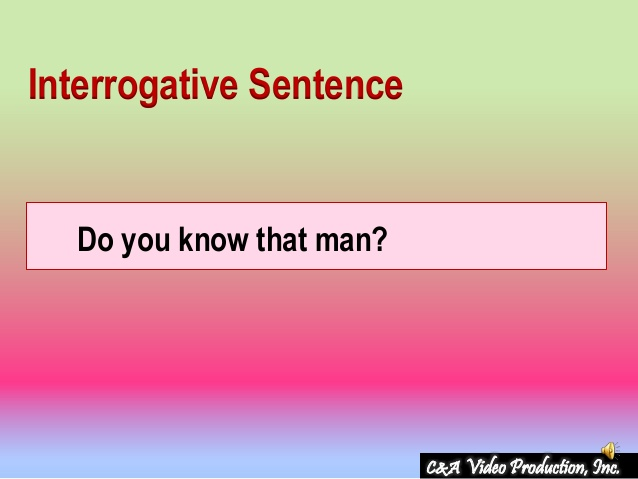 Interrogative Sentence
Do you know that man?
C&A Video Production, Inc.